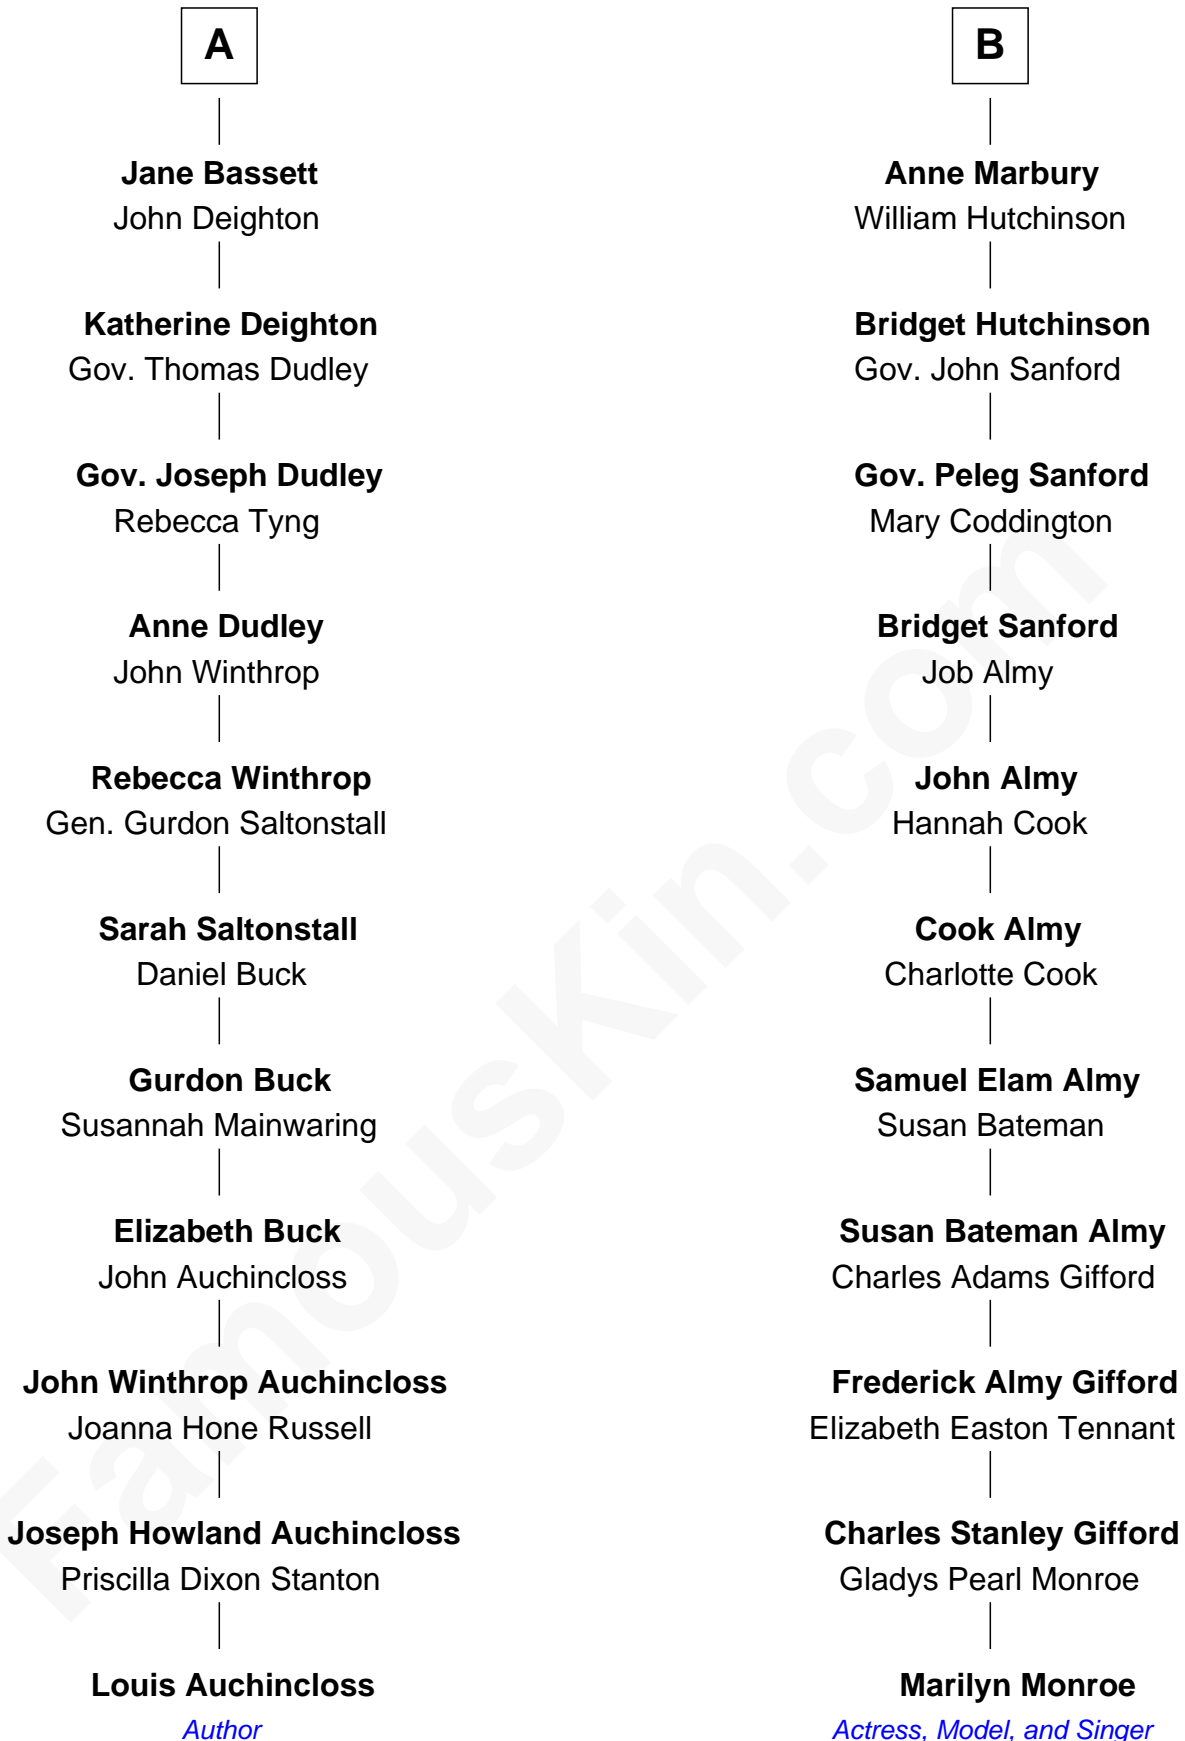 A
Jane Bassett
John Deighton
Katherine Deighton
Gov. Thomas Dudley
Gov. Joseph Dudley
Rebecca Tyng
Anne Dudley
John Winthrop
Rebecca Winthrop
Gen. Gurdon Saltonstall
Sarah Saltonstall
Daniel Buck
Gurdon Buck
Susannah Mainwaring
Elizabeth Buck
John Auchincloss
John Winthrop Auchincloss
Joanna Hone Russell
Joseph Howland Auchincloss
Priscilla Dixon Stanton
Louis Auchincloss
Author
B
Anne Marbury
William Hutchinson
Bridget Hutchinson
Gov. John Sanford
Gov. Peleg Sanford
Mary Coddington
Bridget Sanford
Job Almy
John Almy
Hannah Cook
Cook Almy
Charlotte Cook
Samuel Elam Almy
Susan Bateman
Susan Bateman Almy
Charles Adams Gifford
Frederick Almy Gifford
Elizabeth Easton Tennant
Charles Stanley Gifford
Gladys Pearl Monroe
Marilyn Monroe
Actress, Model, and Singer
FamousKin.com